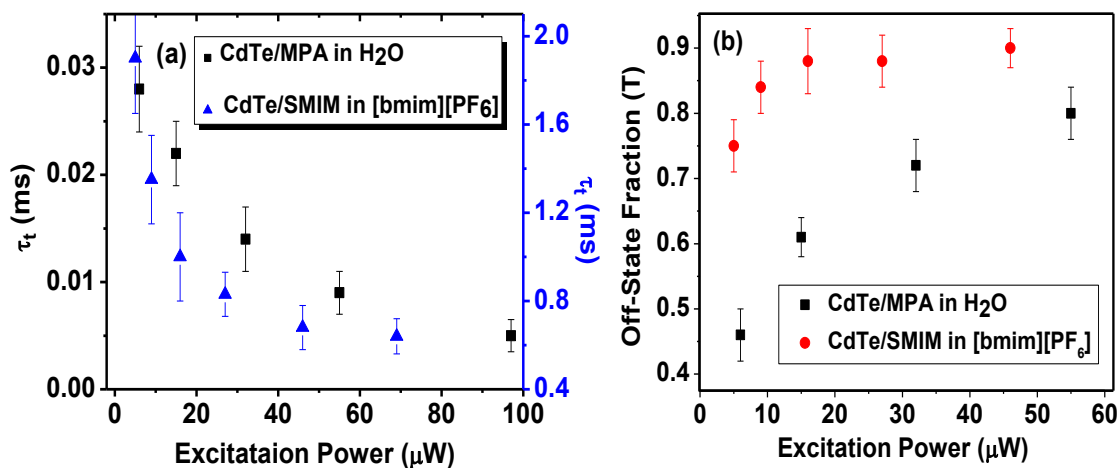 (a)
CdTe/MPA in H2O
CdTe/SMIM in [bmim][PF6]
τt (ms)
0.03
0.02
0.01
0.00
2.0
1.6
1.2
0.8
0.4
τt (ms)
0 20 40 60 80 100
Excitataion Power (μW)
(b)
Off-State Fraction (T)
0.9
0.8
0.7
0.6
0.5
0.4
CdTe/MPA in H2O
CdTe/SMIM in [bmim][PF6]
0 10 20 30 40 50 60
Excitation Power (μW)